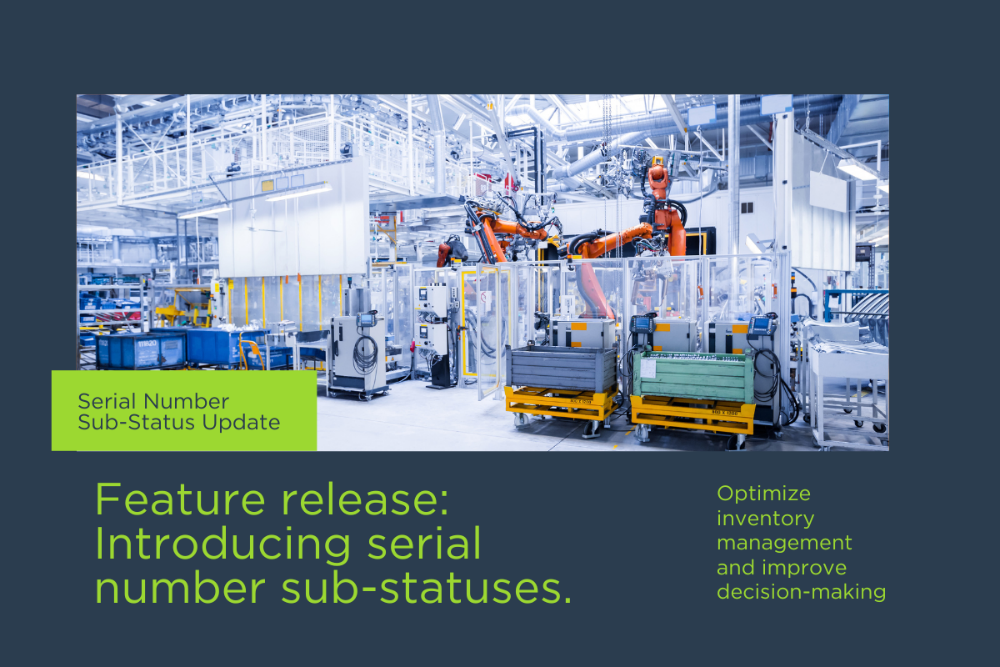 Serial Number
Sub-Status Update
Feature release:
Introducing serial
number sub-statuses.
Optimize
inventory
management
and improve
decision-making